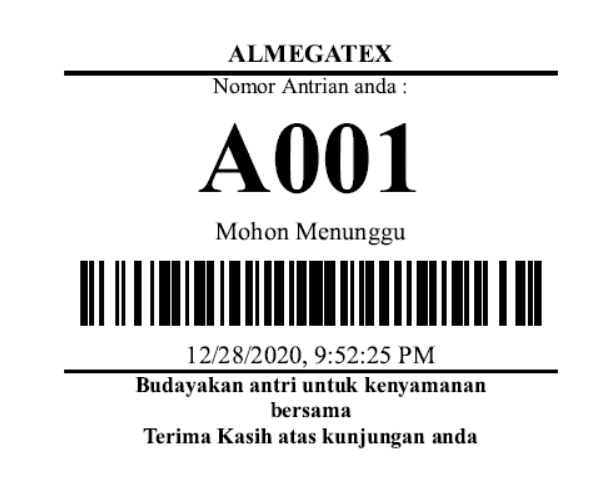 ALMEGATEX
Nomor Antrian anda :
A001
Mohon Menunggu
12/28/2020, 9:52:25 PM
Budayakan antri untuk kenyamanan
bersama
Terima Kasih atas kunjungan anda